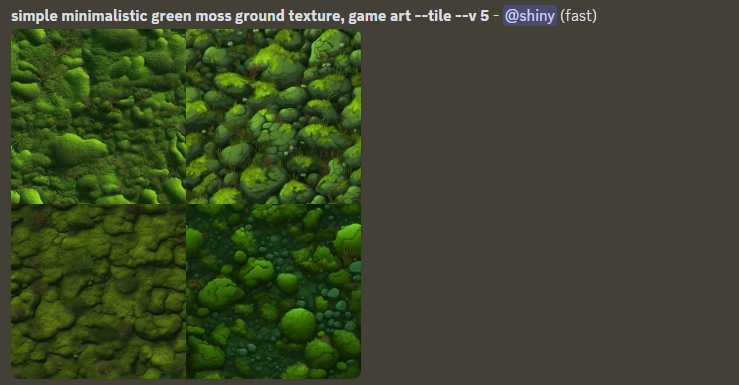 simple minimalistic green moss ground texture, game art --tile --v 5 - @shiny (fast)